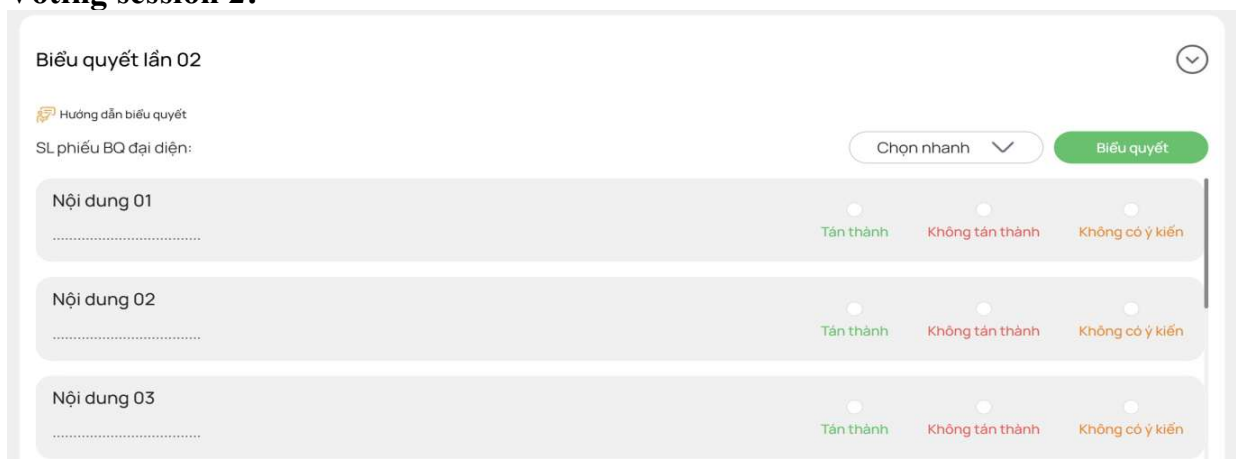 Voting session 2:
Biểu quyết lần 02
Hướng dẫn biểu quyết
SL phiếu BQ đại diện:
Chọn nhanh
Biểu quyết
Nội dung 01
....................................
Tán thành Không tán thành Không có ý kiến
Nội dung 02
....................................
Tán thành Không tán thành Không có ý kiến
Nội dung 03
....................................
Tán thành Không tán thành Không có ý kiến